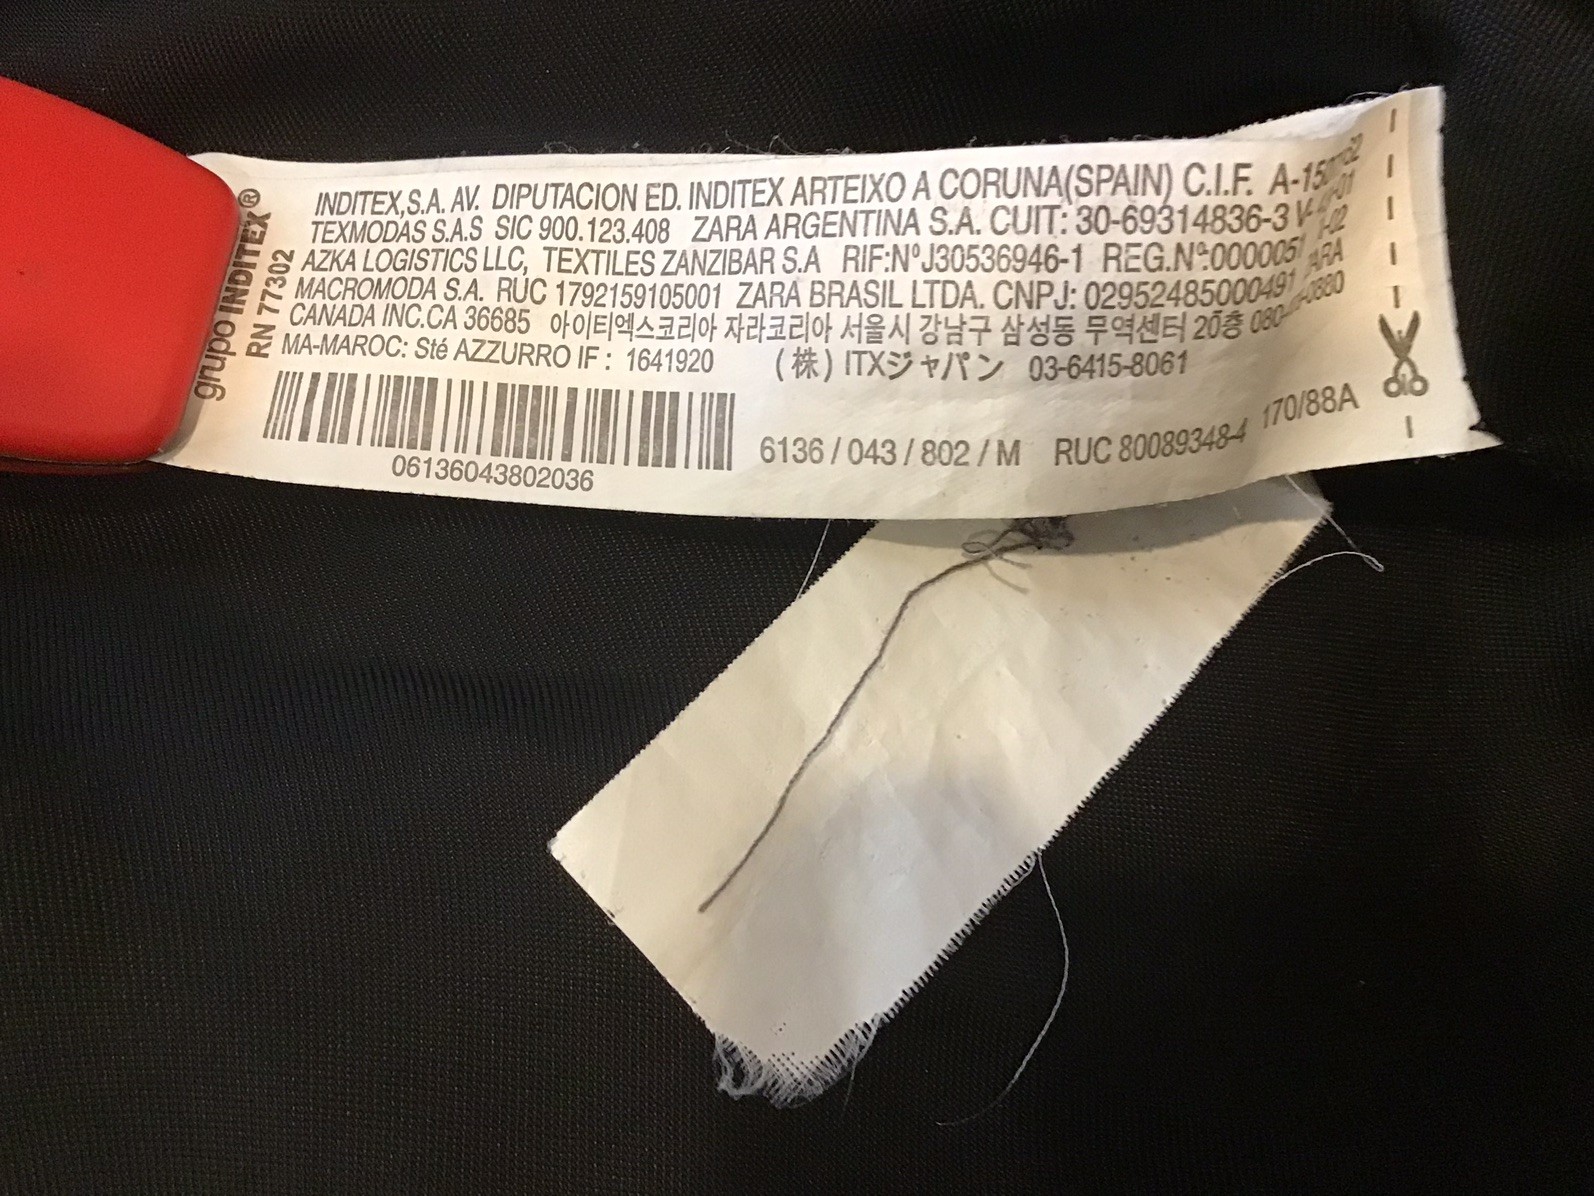 grupo INDITEX®
RN 77302
INDITEX,S.A. AV. DIPUTACION ED. INDITEX ARTEIXO A CORUNA(SPAIN) C.I.F.
TEXMODAS S.A.S SIC 900.123.408 ZARA ARGENTINA S.A. CUIT: 30-69314836-3
AZKA LOGISTICS LLC, TEXTILES ZANZIBAR S.A RIF:NºJ30536946-1
MACROMODA S.A. RUC 1792159105001 ZARA BRASIL LTDA. CNPJ: 02952485000491 ZARA
CANADA INC.CA 36685 아이티엑스코리아 자라코리아 서울시 강남구 삼성동 무역센터 20층
MA-MAROC: Sté AZZURRO IF : 1641920 (株) ITXジャパン 03-6415-8061
06136043802036
6136 / 043 / 802 / M RUC 80089348-4 170/88A